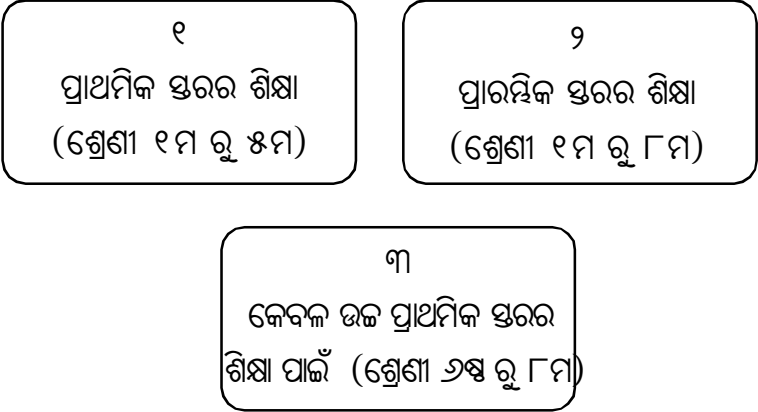 ୧
ପ୍ରାଥମିକ ସ୍ତରର ଶିକ୍ଷା
(ଶ୍ରେଣୀ ୧ମ ରୁ ୫ମ)
୨
ପ୍ରାରମ୍ଭିକ ସ୍ତରର ଶିକ୍ଷା
(ଶ୍ରେଣୀ ୧ମ ରୁ ୮ମ)
୩
କେବଳ ଉଚ୍ଚ ପ୍ରାଥମିକ ସ୍ତରର
ଶିକ୍ଷା ପାଇଁ (ଶ୍ରେଣୀ ୬ଷ୍ଠ ରୁ ୮ମ)